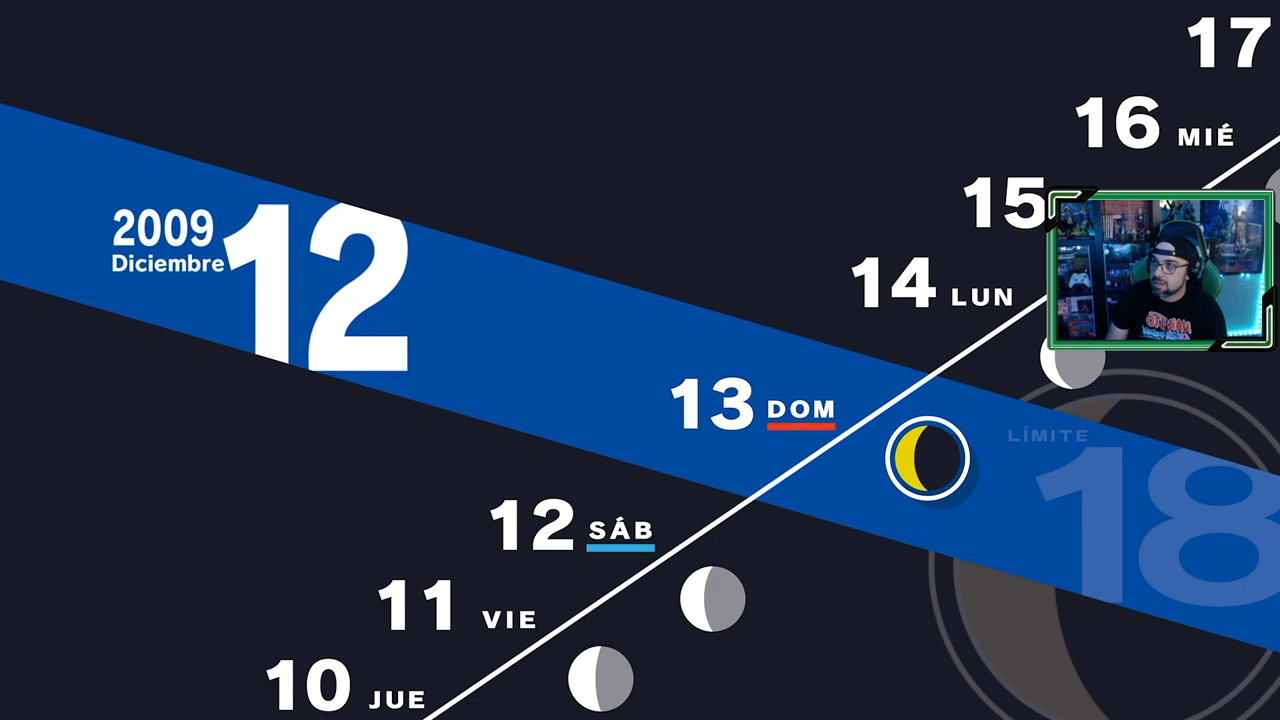 17
16 MIÉ
15
14 LUN
2009
Diciembre
12
13 DOM
LÍMITE
18
12 SÁB
11 VIE
10 JUE